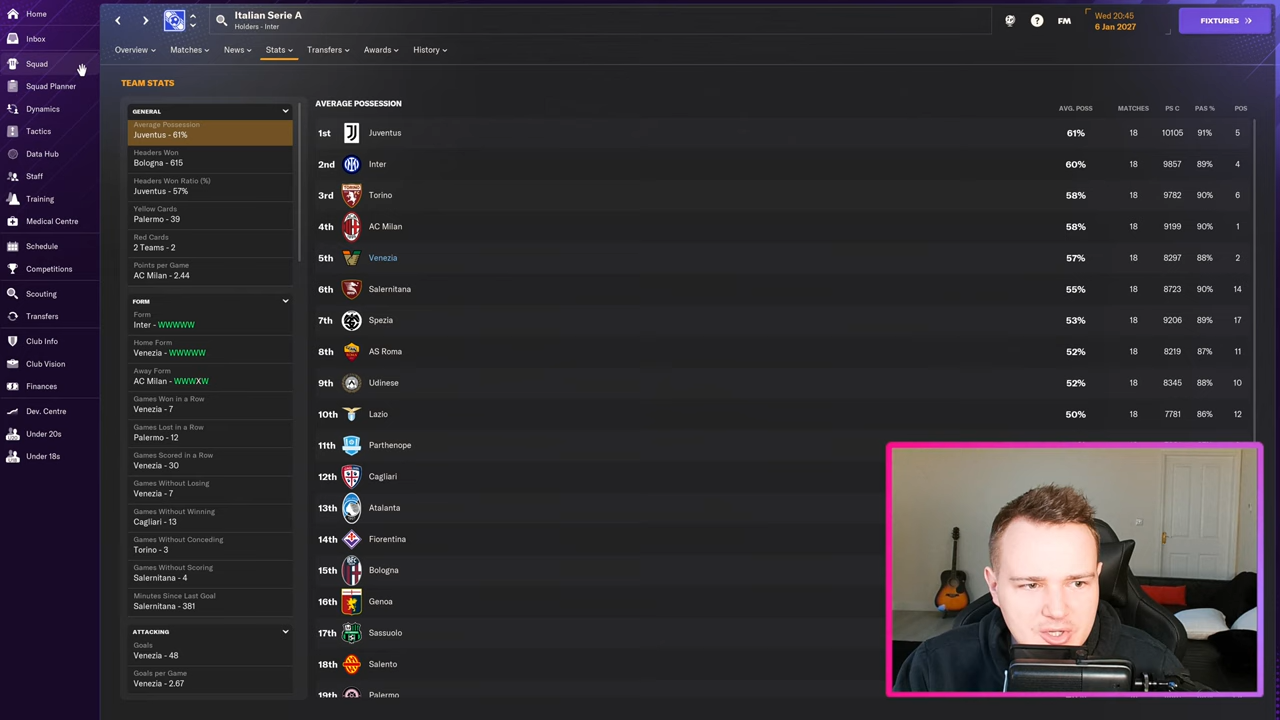 Home
Inbox
Squad
Squad Planner
Dynamics
Tactics
Data Hub
Staff
Training
Medical Centre
Schedule
Competitions
Scouting
Transfers
Club Info
Club Vision
Finances
Dev. Centre
Under 20s
Under 18s
Italian Serie A
Holders - Inter
FM
Wed 20:45
6 Jan 2027
FIXTURES
Overview
Matches
News
Stats
Transfers
Awards
History
TEAM STATS
GENERAL
Average Possession
Juventus - 61%
Headers Won
Bologna - 615
Headers Won Ratio (%)
Juventus - 57%
Yellow Cards
Palermo - 39
Red Cards
2 Teams - 2
Points per Game
AC Milan - 2.44
FORM
Form
Inter - WWWWW
Home Form
Venezia - WWWWW
Away Form
AC Milan - WWWXW
Games Won in a Row
Venezia - 7
Games Lost in a Row
Palermo - 12
Games Scored in a Row
Venezia - 30
Games Without Losing
Venezia - 7
Games Without Winning
Cagliari - 13
Games Without Conceding
Torino - 3
Games Without Scoring
Salernitana - 4
Minutes Since Last Goal
Salernitana - 381
ATTACKING
Goals
Venezia - 48
Goals per Game
Venezia - 2.67
AVERAGE POSSESSION
AVG. POSS MATCHES PS C PAS % POS
1st Juventus 61% 18 10105 91% 5
2nd Inter 60% 18 9857 89% 4
3rd Torino 58% 18 9782 90% 6
4th AC Milan 58% 18 9199 90% 1
5th Venezia 57% 18 8297 88% 2
6th Salernitana 55% 18 8723 90% 14
7th Spezia 53% 18 9206 89% 17
8th AS Roma 52% 18 8219 87% 11
9th Udinese 52% 18 8345 88% 10
10th Lazio 50% 18 7781 86% 12
11th Parthenope
12th Cagliari
13th Atalanta
14th Fiorentina
15th Bologna
16th Genoa
17th Sassuolo
18th Salento
19th Palermo